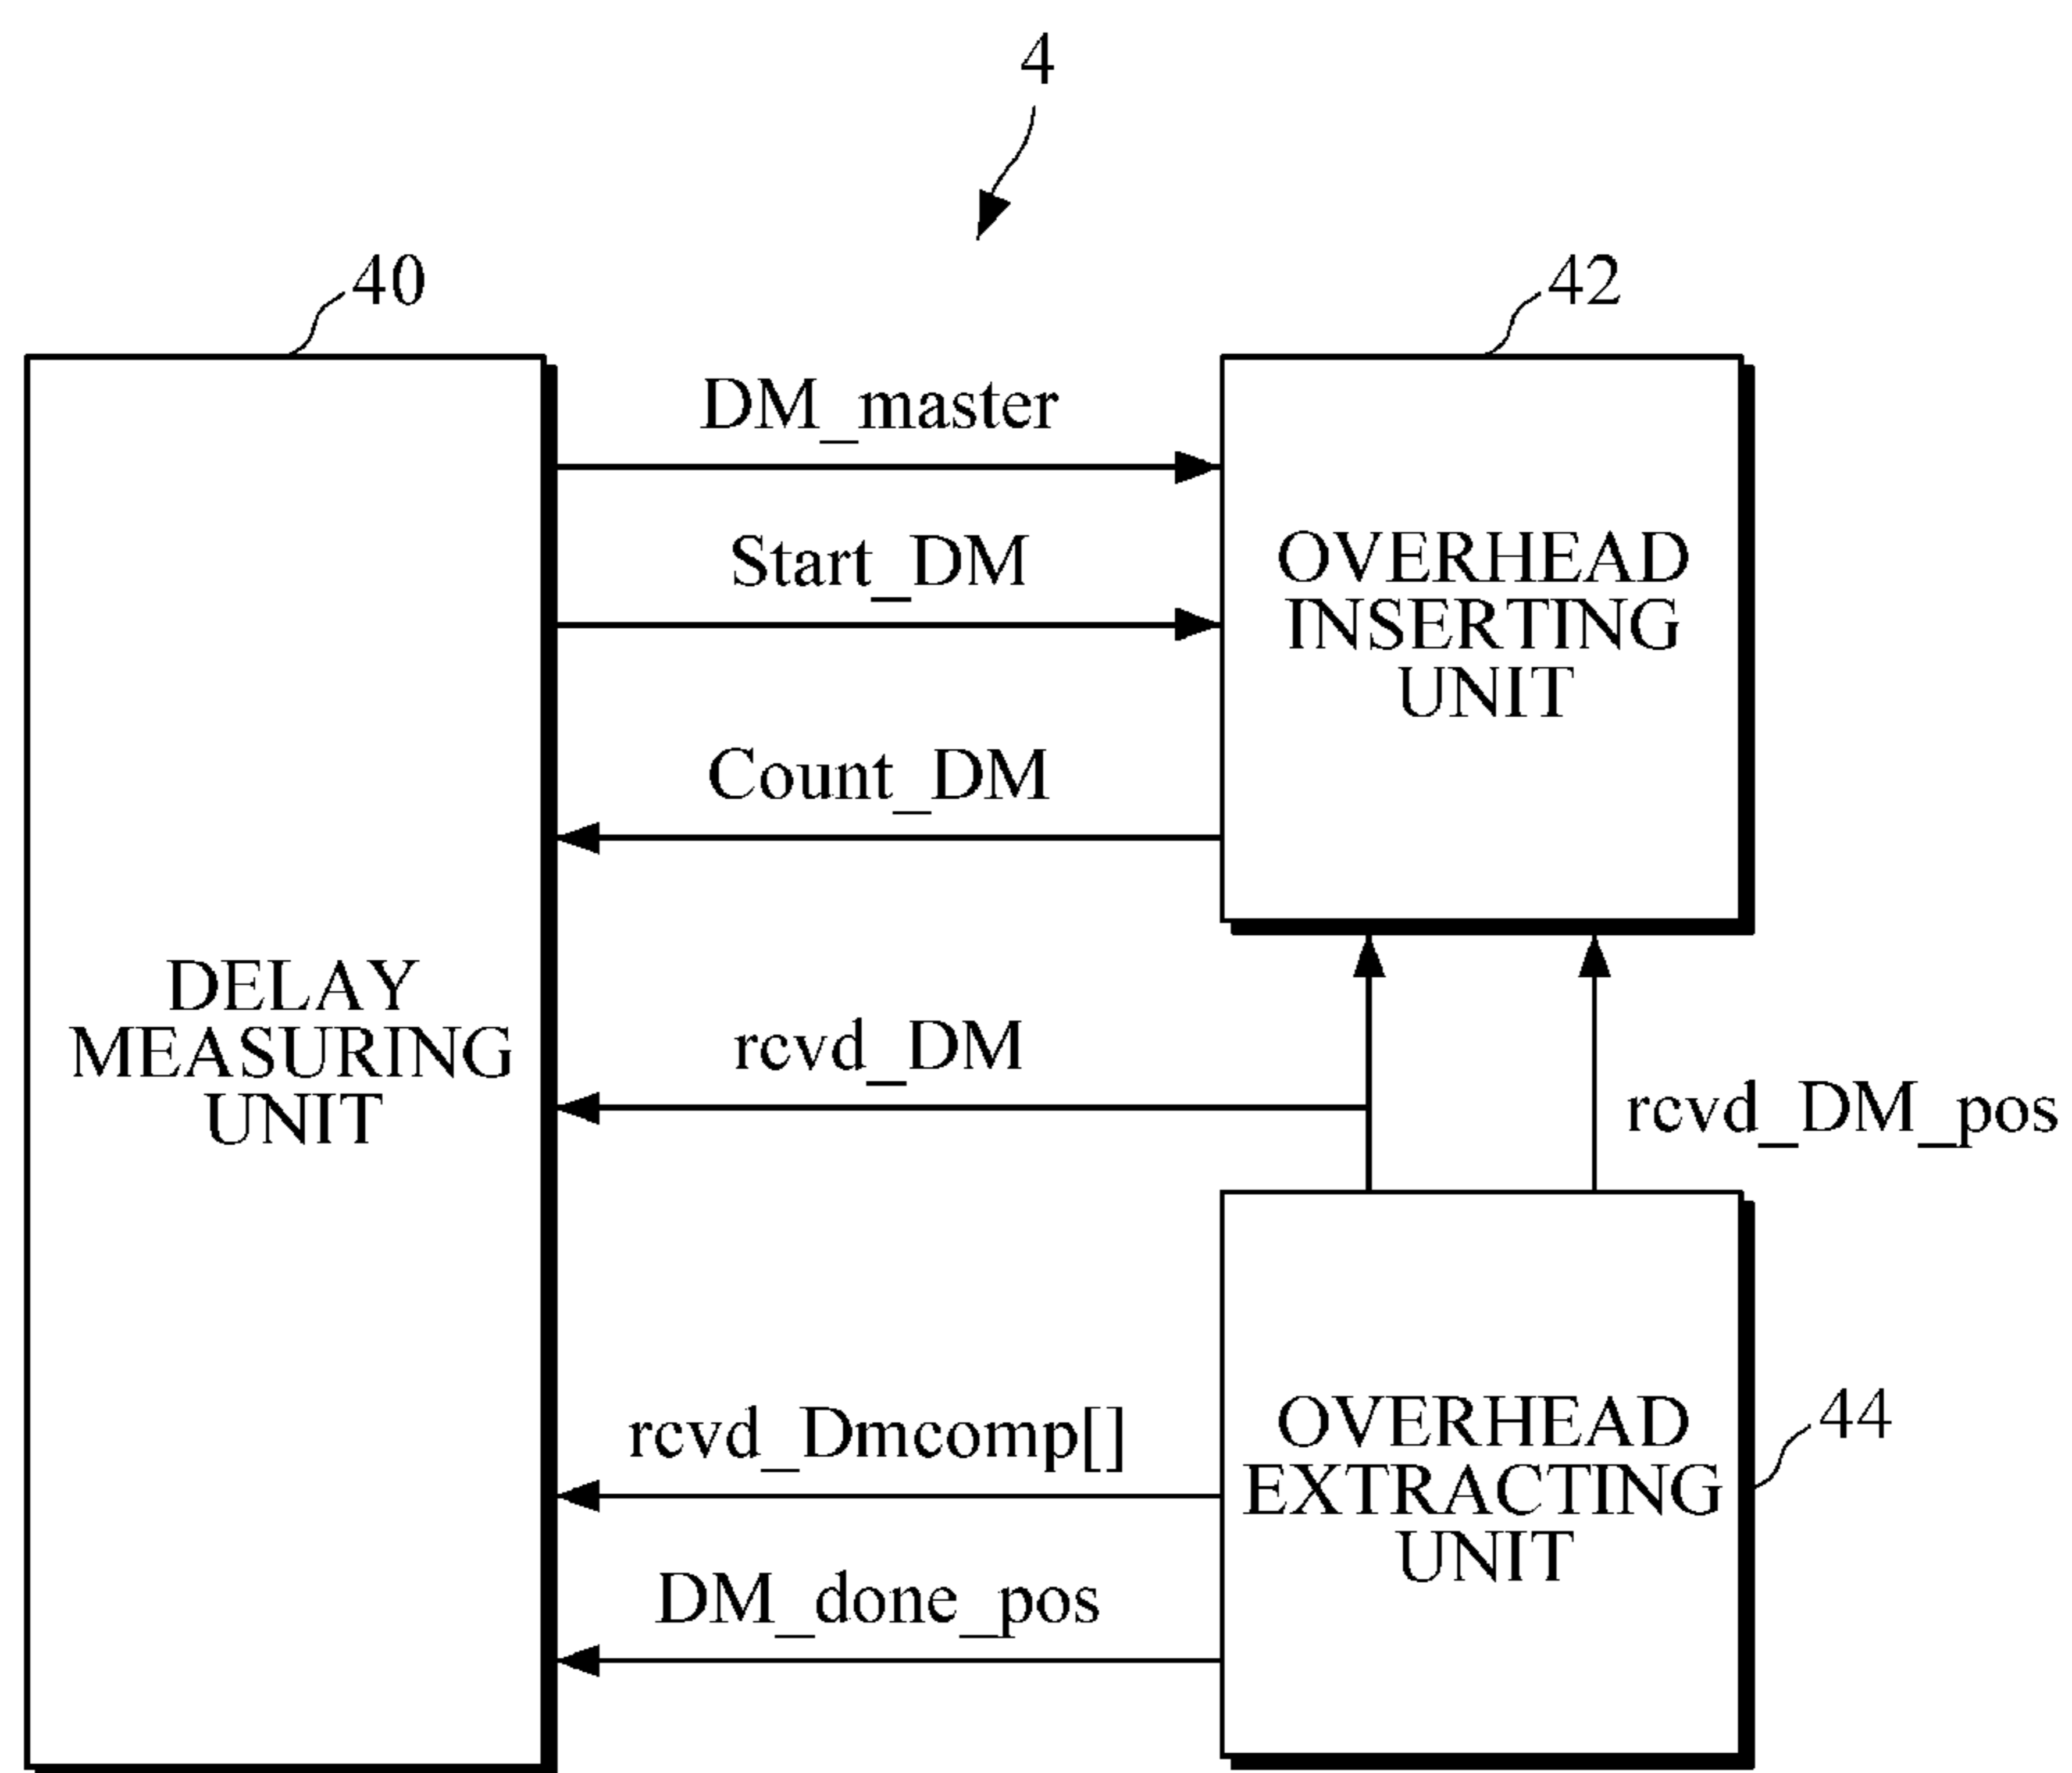 4
40
42
DM_master
Start_DM
Count_DM
OVERHEAD
INSERTING
UNIT
DELAY
MEASURING
UNIT
rcvd_DM
rcvd_DM_pos
rcvd_Dmcomp[]
DM_done_pos
OVERHEAD
EXTRACTING
UNIT
44